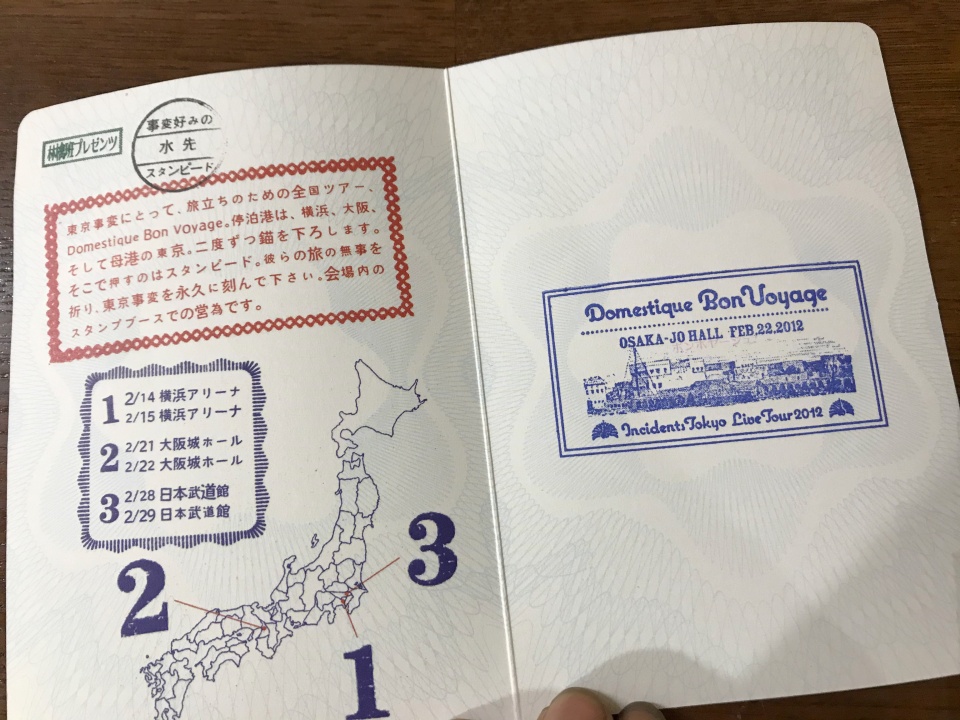 林檎班プレゼンツ
事変好みの
水先
スタンピード
東京事変にとって、旅立ちのための全国ツアー、
Domestique Bon Voyage。停泊港は、横浜、大阪、
そして母港の東京。二度ずつ錨を下ろします。
そこで押すのはスタンピード。彼らの旅の無事を
祈り、東京事変を永久に刻んで下さい。会場内の
スタンプブースでの営為です。
1
2/14 横浜アリーナ
2/15 横浜アリーナ
2
2/21 大阪城ホール
2/22 大阪城ホール
3
2/28 日本武道館
2/29 日本武道館
3
2
1
Domestique Bon Voyage
OSAKA-JO HALL FEB,22.2012
Incidents Tokyo Live Tour 2012